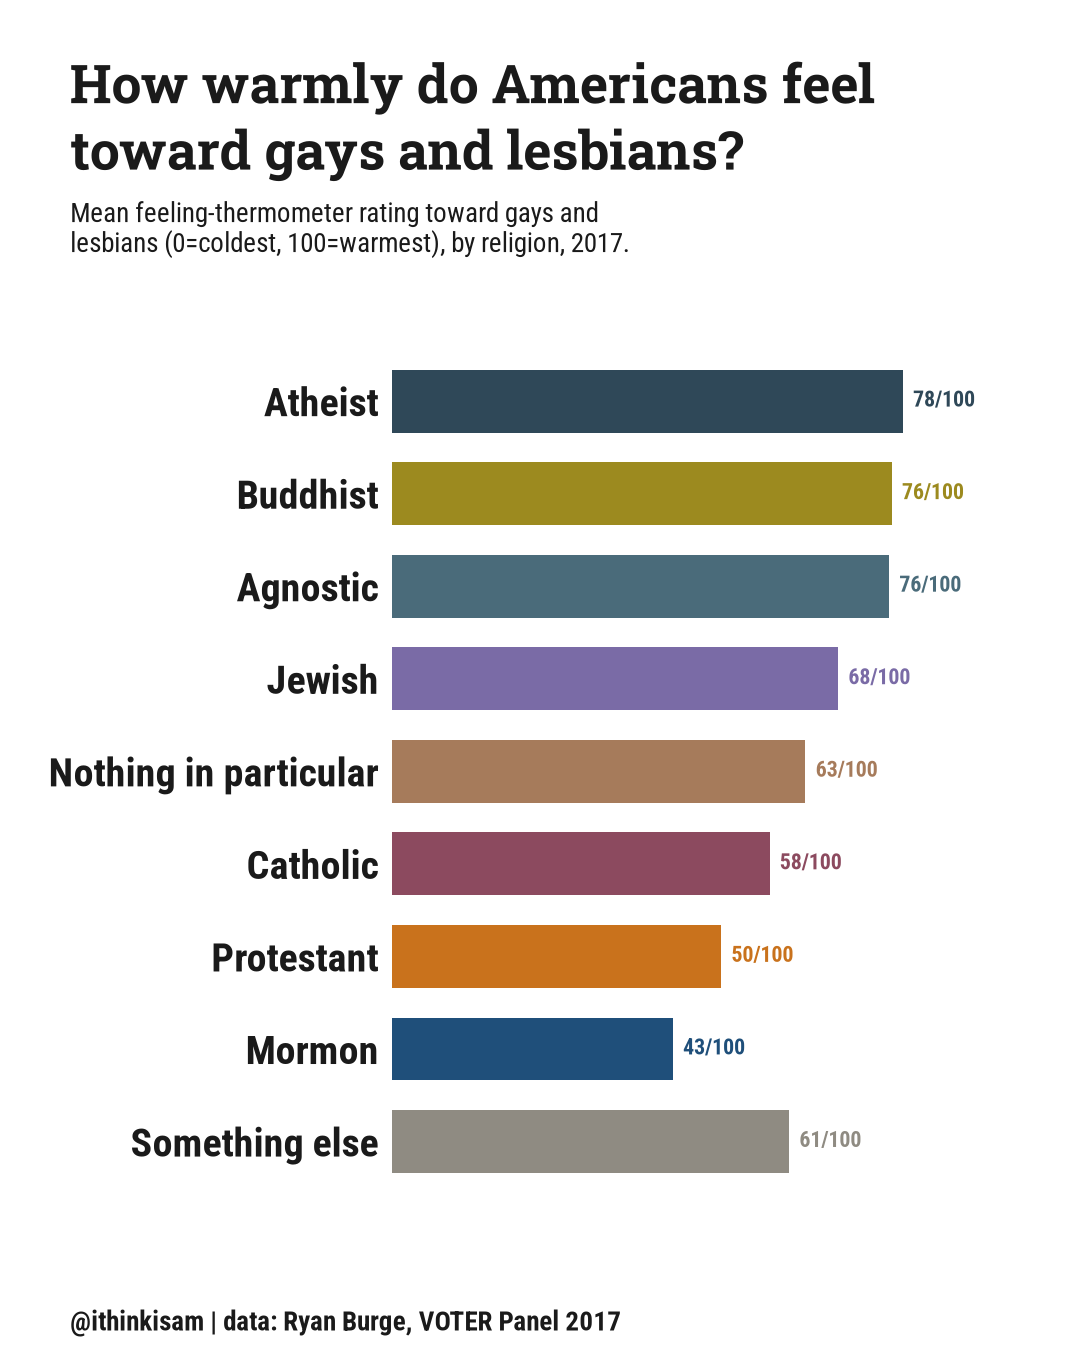 How warmly do Americans feel
toward gays and lesbians?
Mean feeling-thermometer rating toward gays and
lesbians (0=coldest, 100=warmest), by religion, 2017.
Atheist 78/100
Buddhist 76/100
Agnostic 76/100
Jewish 68/100
Nothing in particular 63/100
Catholic 58/100
Protestant 50/100
Mormon 43/100
Something else 61/100
@ithinkisam | data: Ryan Burge, VOTER Panel 2017